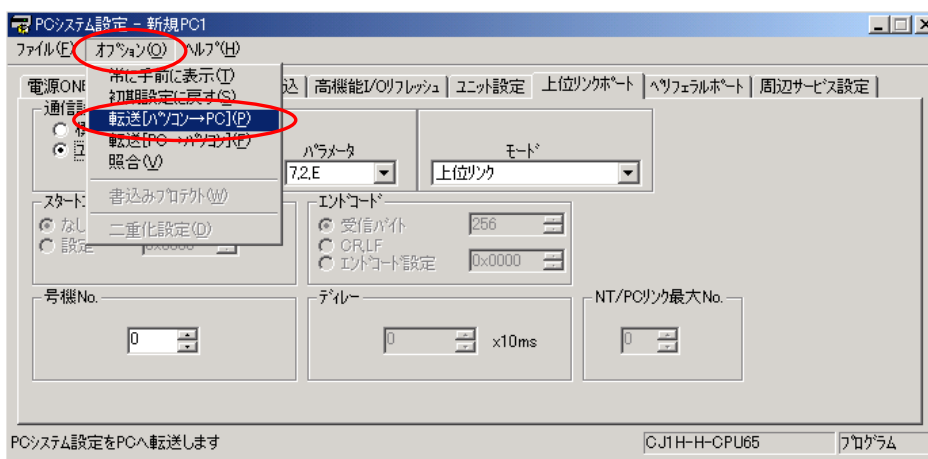 PCシステム設定 - 新規PC1
ファイル(F) オプション(O) ヘルプ(H)
常に手前に表示(T)
初期設定に戻す(S)
転送[パソコン→PC](P)
転送[PC→パソコン](F)
照合(V)
書込みプロテクト(W)
二重化設定(D)
電源ON 込 高機能I/Oリフレッシュ ユニット設定 上位リンクポート ペリフェラルポート 周辺サービス設定
通信設
パラメータ モード
7,2,E 上位リンク
スタートコ エンドコード
なし 受信バイト 256
設定 0x0000 CR,LF
エンドコード設定 0x0000
号機No. ディレー NT/PCリンク最大No.
0 0 x10ms 0
PCシステム設定をPCへ転送します CJ1H-H-CPU65 プログラム